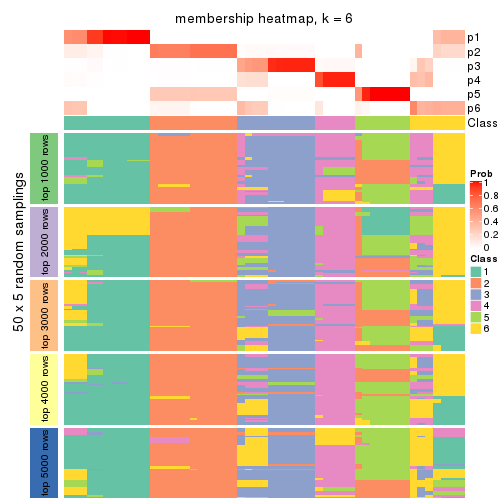 membership heatmap, k = 6
p1
p2
p3
p4
p5
p6
Class
50 x 5 random samplings
top 1000 rows
top 2000 rows
top 3000 rows
top 4000 rows
top 5000 rows
Prob
1
0.8
0.6
0.4
0.2
0
Class
1
2
3
4
5
6